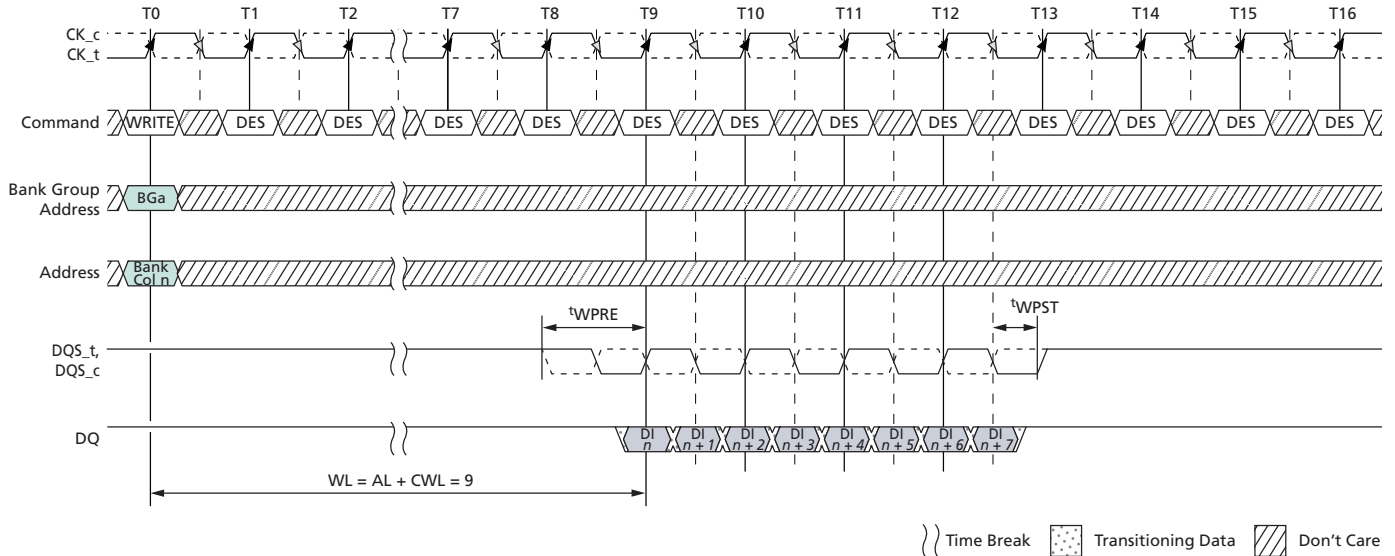 T0 T1 T2 T7 T8 T9 T10 T11 T12 T13 T14 T15 T16
CK_c
CK_t
Command WRITE DES DES DES DES DES DES DES DES DES DES DES DES
Bank Group
Address
BGa
Address
Bank
Col n
tWPRE
tWPST
DQS_t,
DQS_c
DQ
DI
n
DI
n + 1
DI
n + 2
DI
n + 3
DI
n + 4
DI
n + 5
DI
n + 6
DI
n + 7
WL = AL + CWL = 9
Time Break Transitioning Data Don't Care